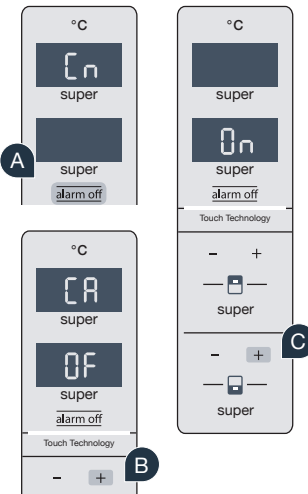 °C
Cn
super
super
alarm off
A
°C
CA
super
OF
super
alarm off
Touch Technology
- +
B
°C
super
On
super
alarm off
Touch Technology
- +
super
- +
super
C